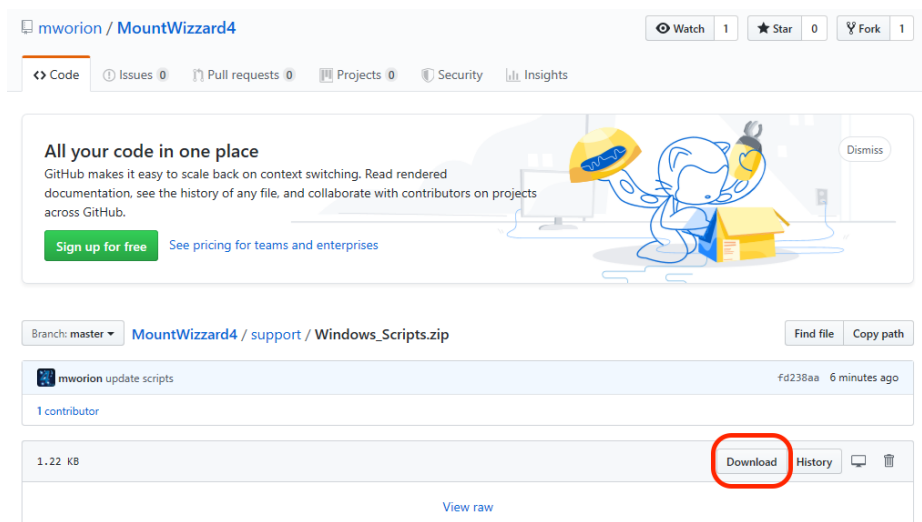 mworion / MountWizzard4
Watch 1
Star 0
Fork 1
Code
Issues 0
Pull requests 0
Projects 0
Security
Insights
All your code in one place
Dismiss
GitHub makes it easy to scale back on context switching. Read rendered
documentation, see the history of any file, and collaborate with contributors on projects
across GitHub.
Sign up for free
See pricing for teams and enterprises
Branch: master
MountWizzard4 / support / Windows_Scripts.zip
Find file
Copy path
mworion update scripts
fd238aa 6 minutes ago
1 contributor
1.22 KB
Download
History
View raw